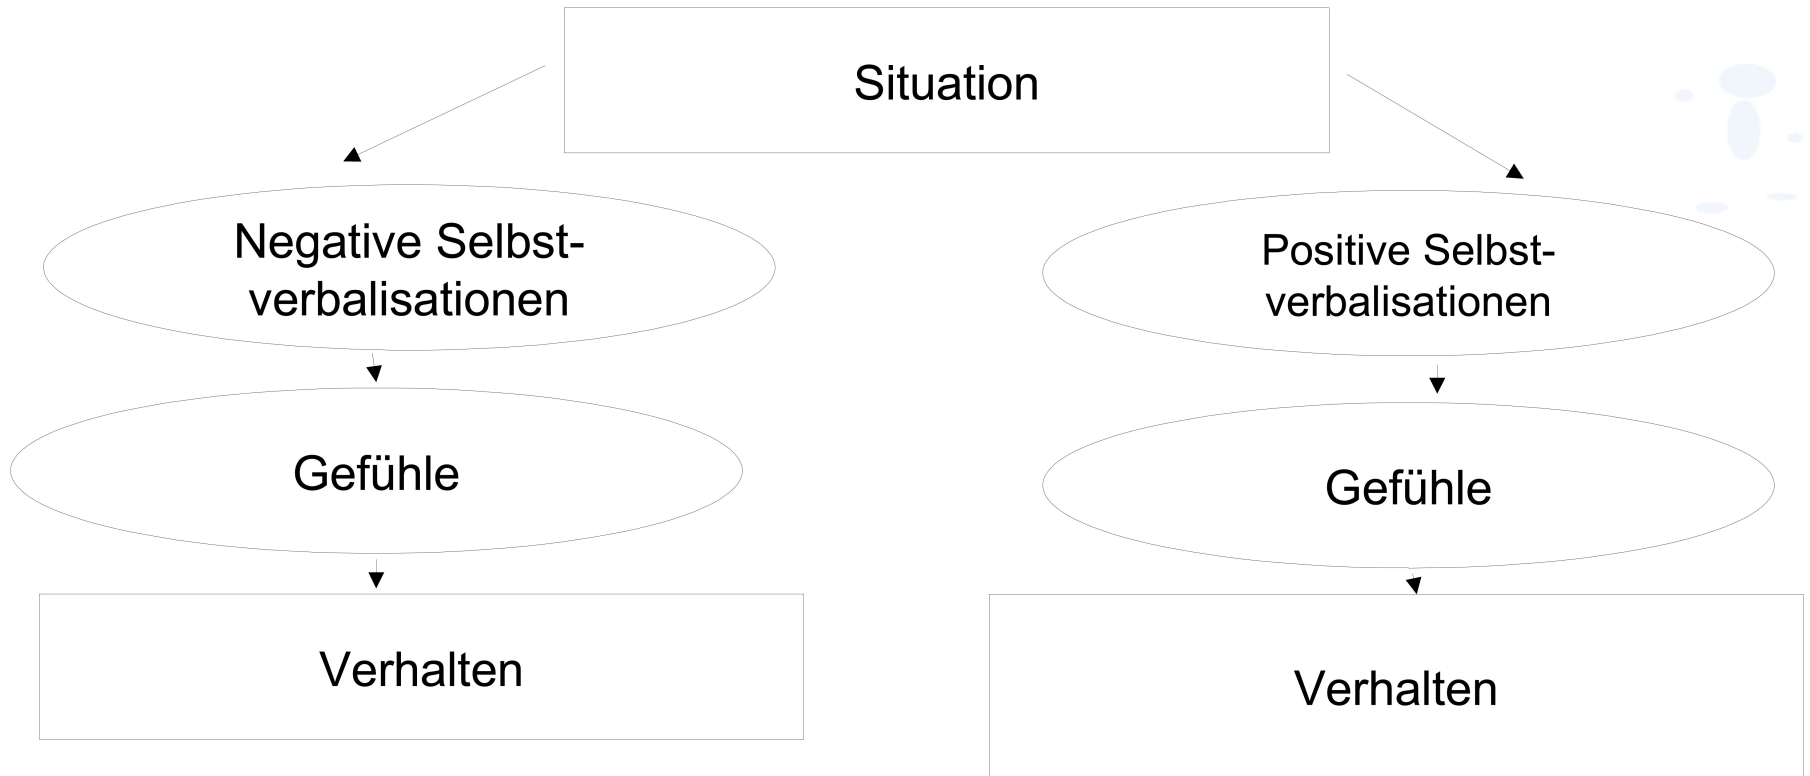 Situation
Negative Selbst-
verbalisationen
Positive Selbst-
verbalisationen
Gefühle
Gefühle
Verhalten
Verhalten